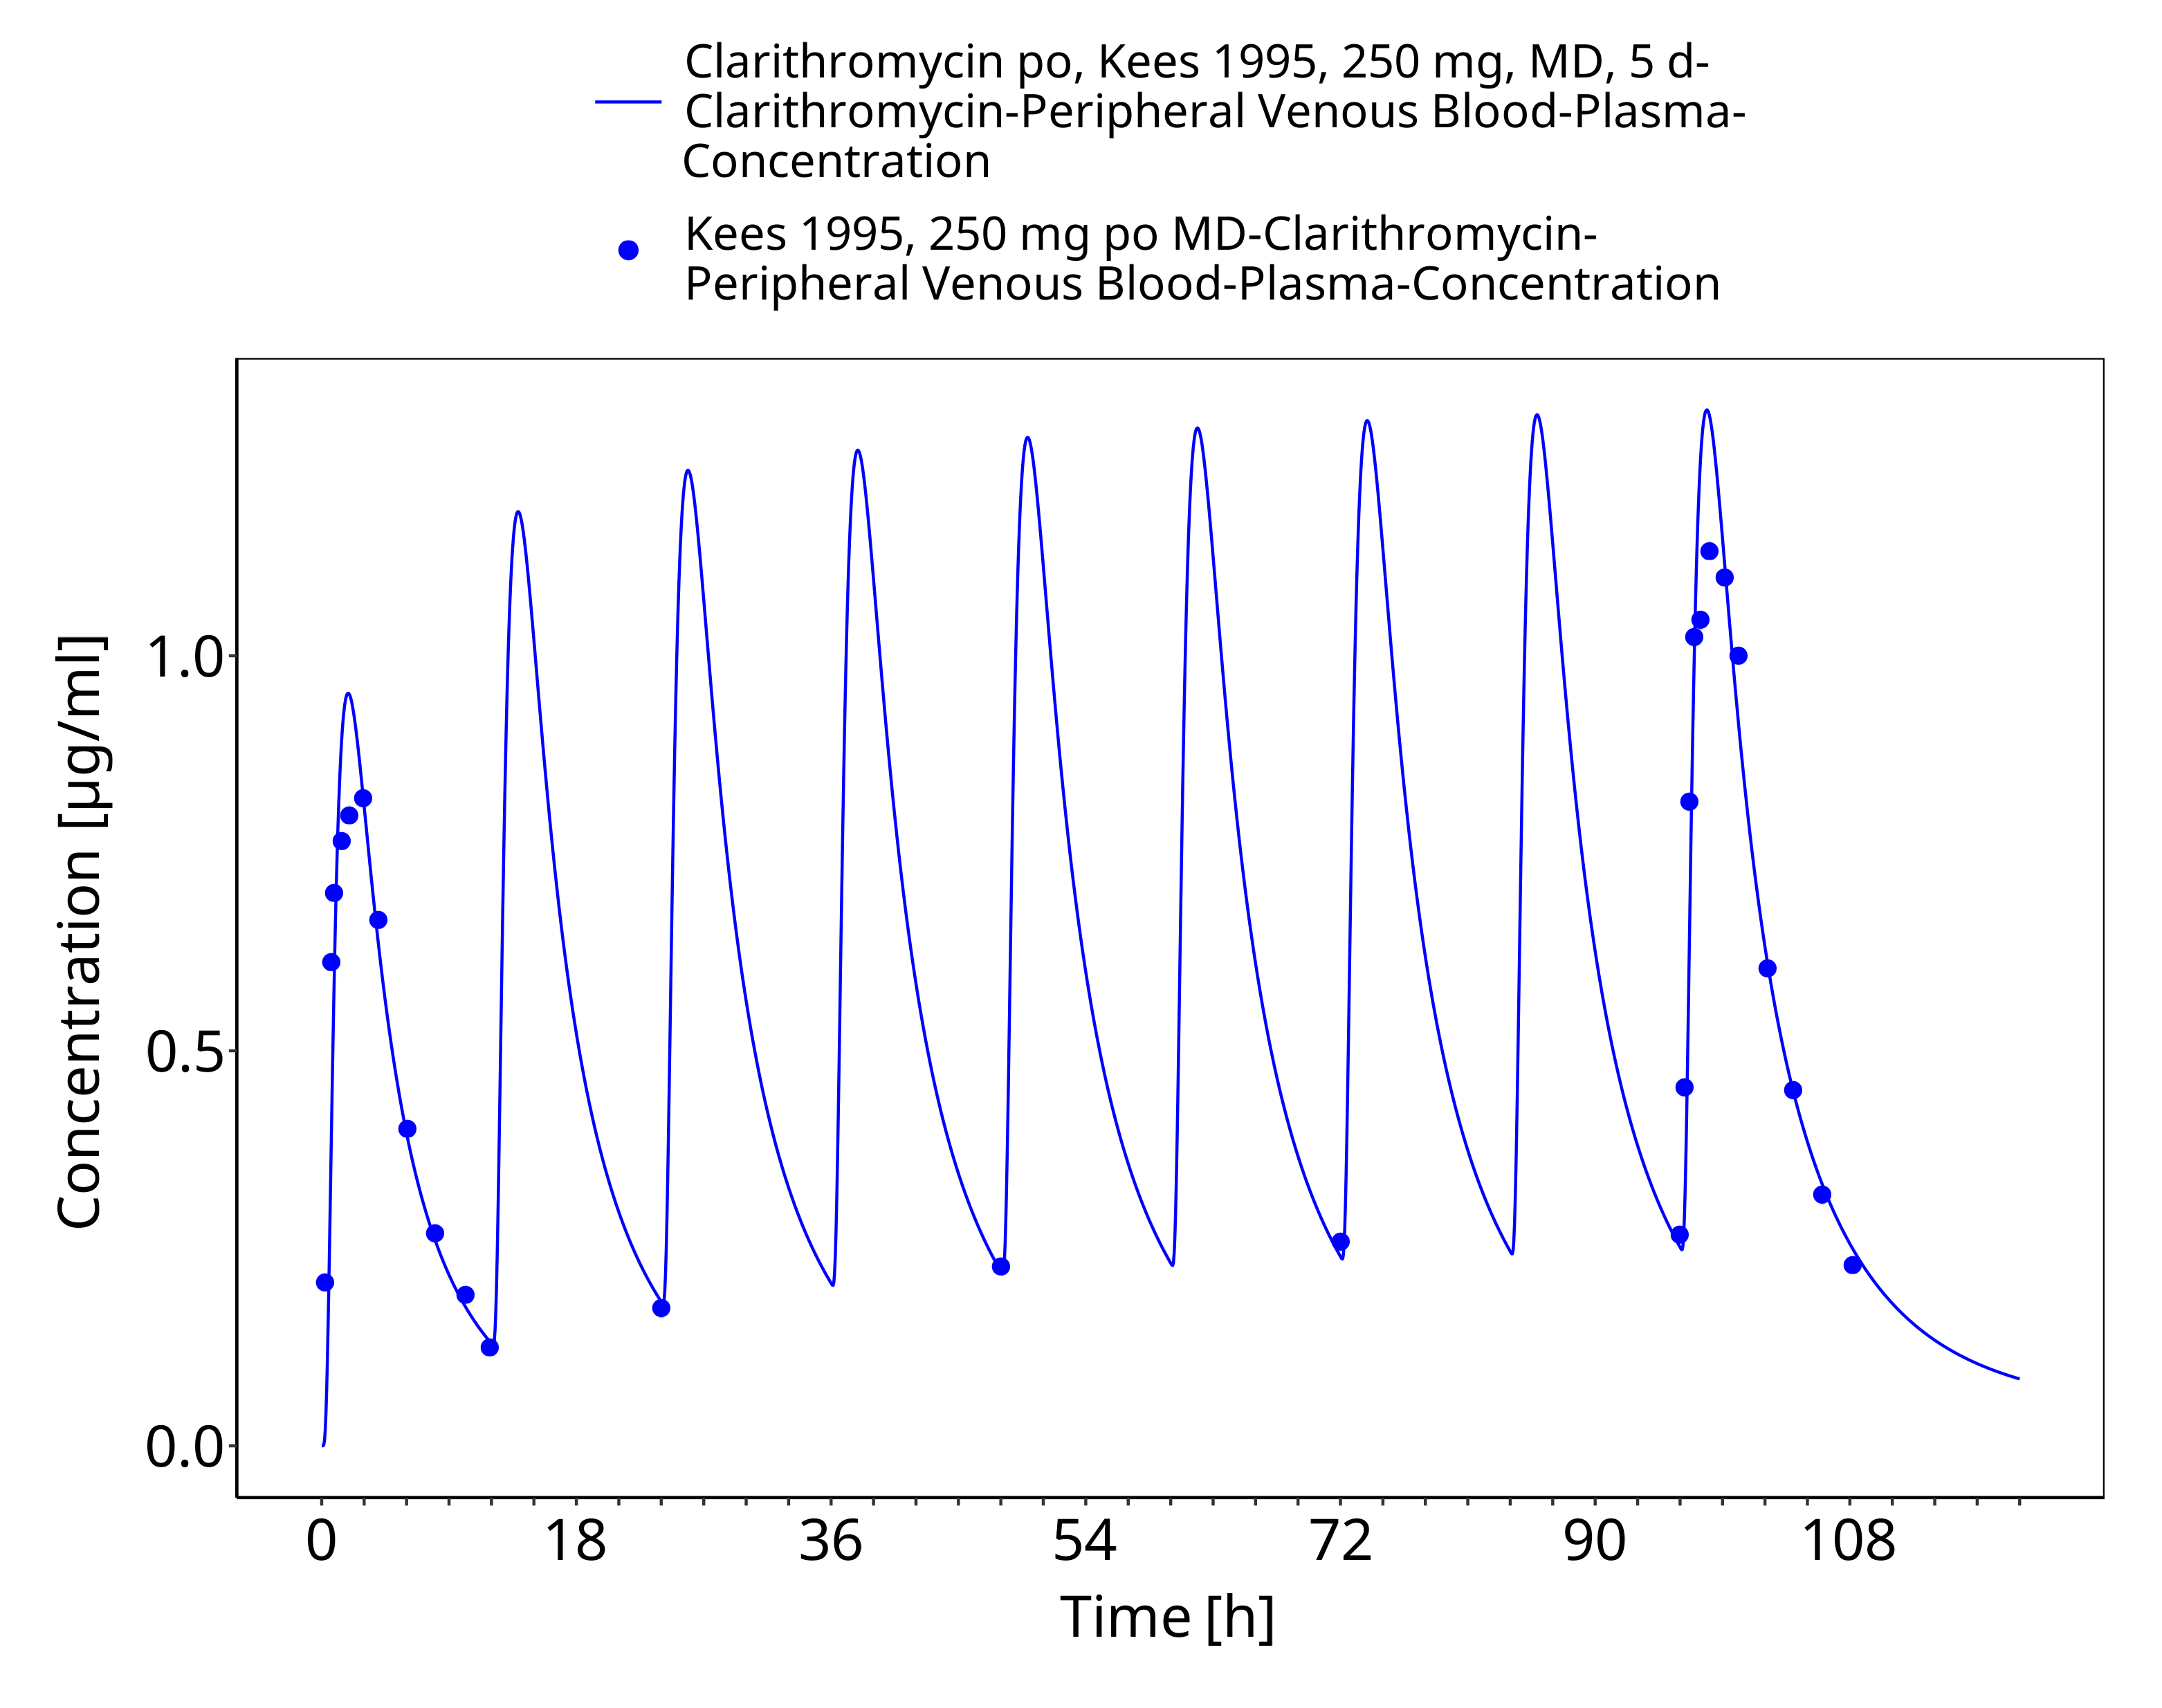 Clarithromycin po, Kees 1995, 250 mg, MD, 5 d-
Clarithromycin-Peripheral Venous Blood-Plasma-
Concentration
Kees 1995, 250 mg po MD-Clarithromycin-
Peripheral Venous Blood-Plasma-Concentration
Concentration [µg/ml]
1.0
0.5
0.0
0 18 36 54 72 90 108
Time [h]